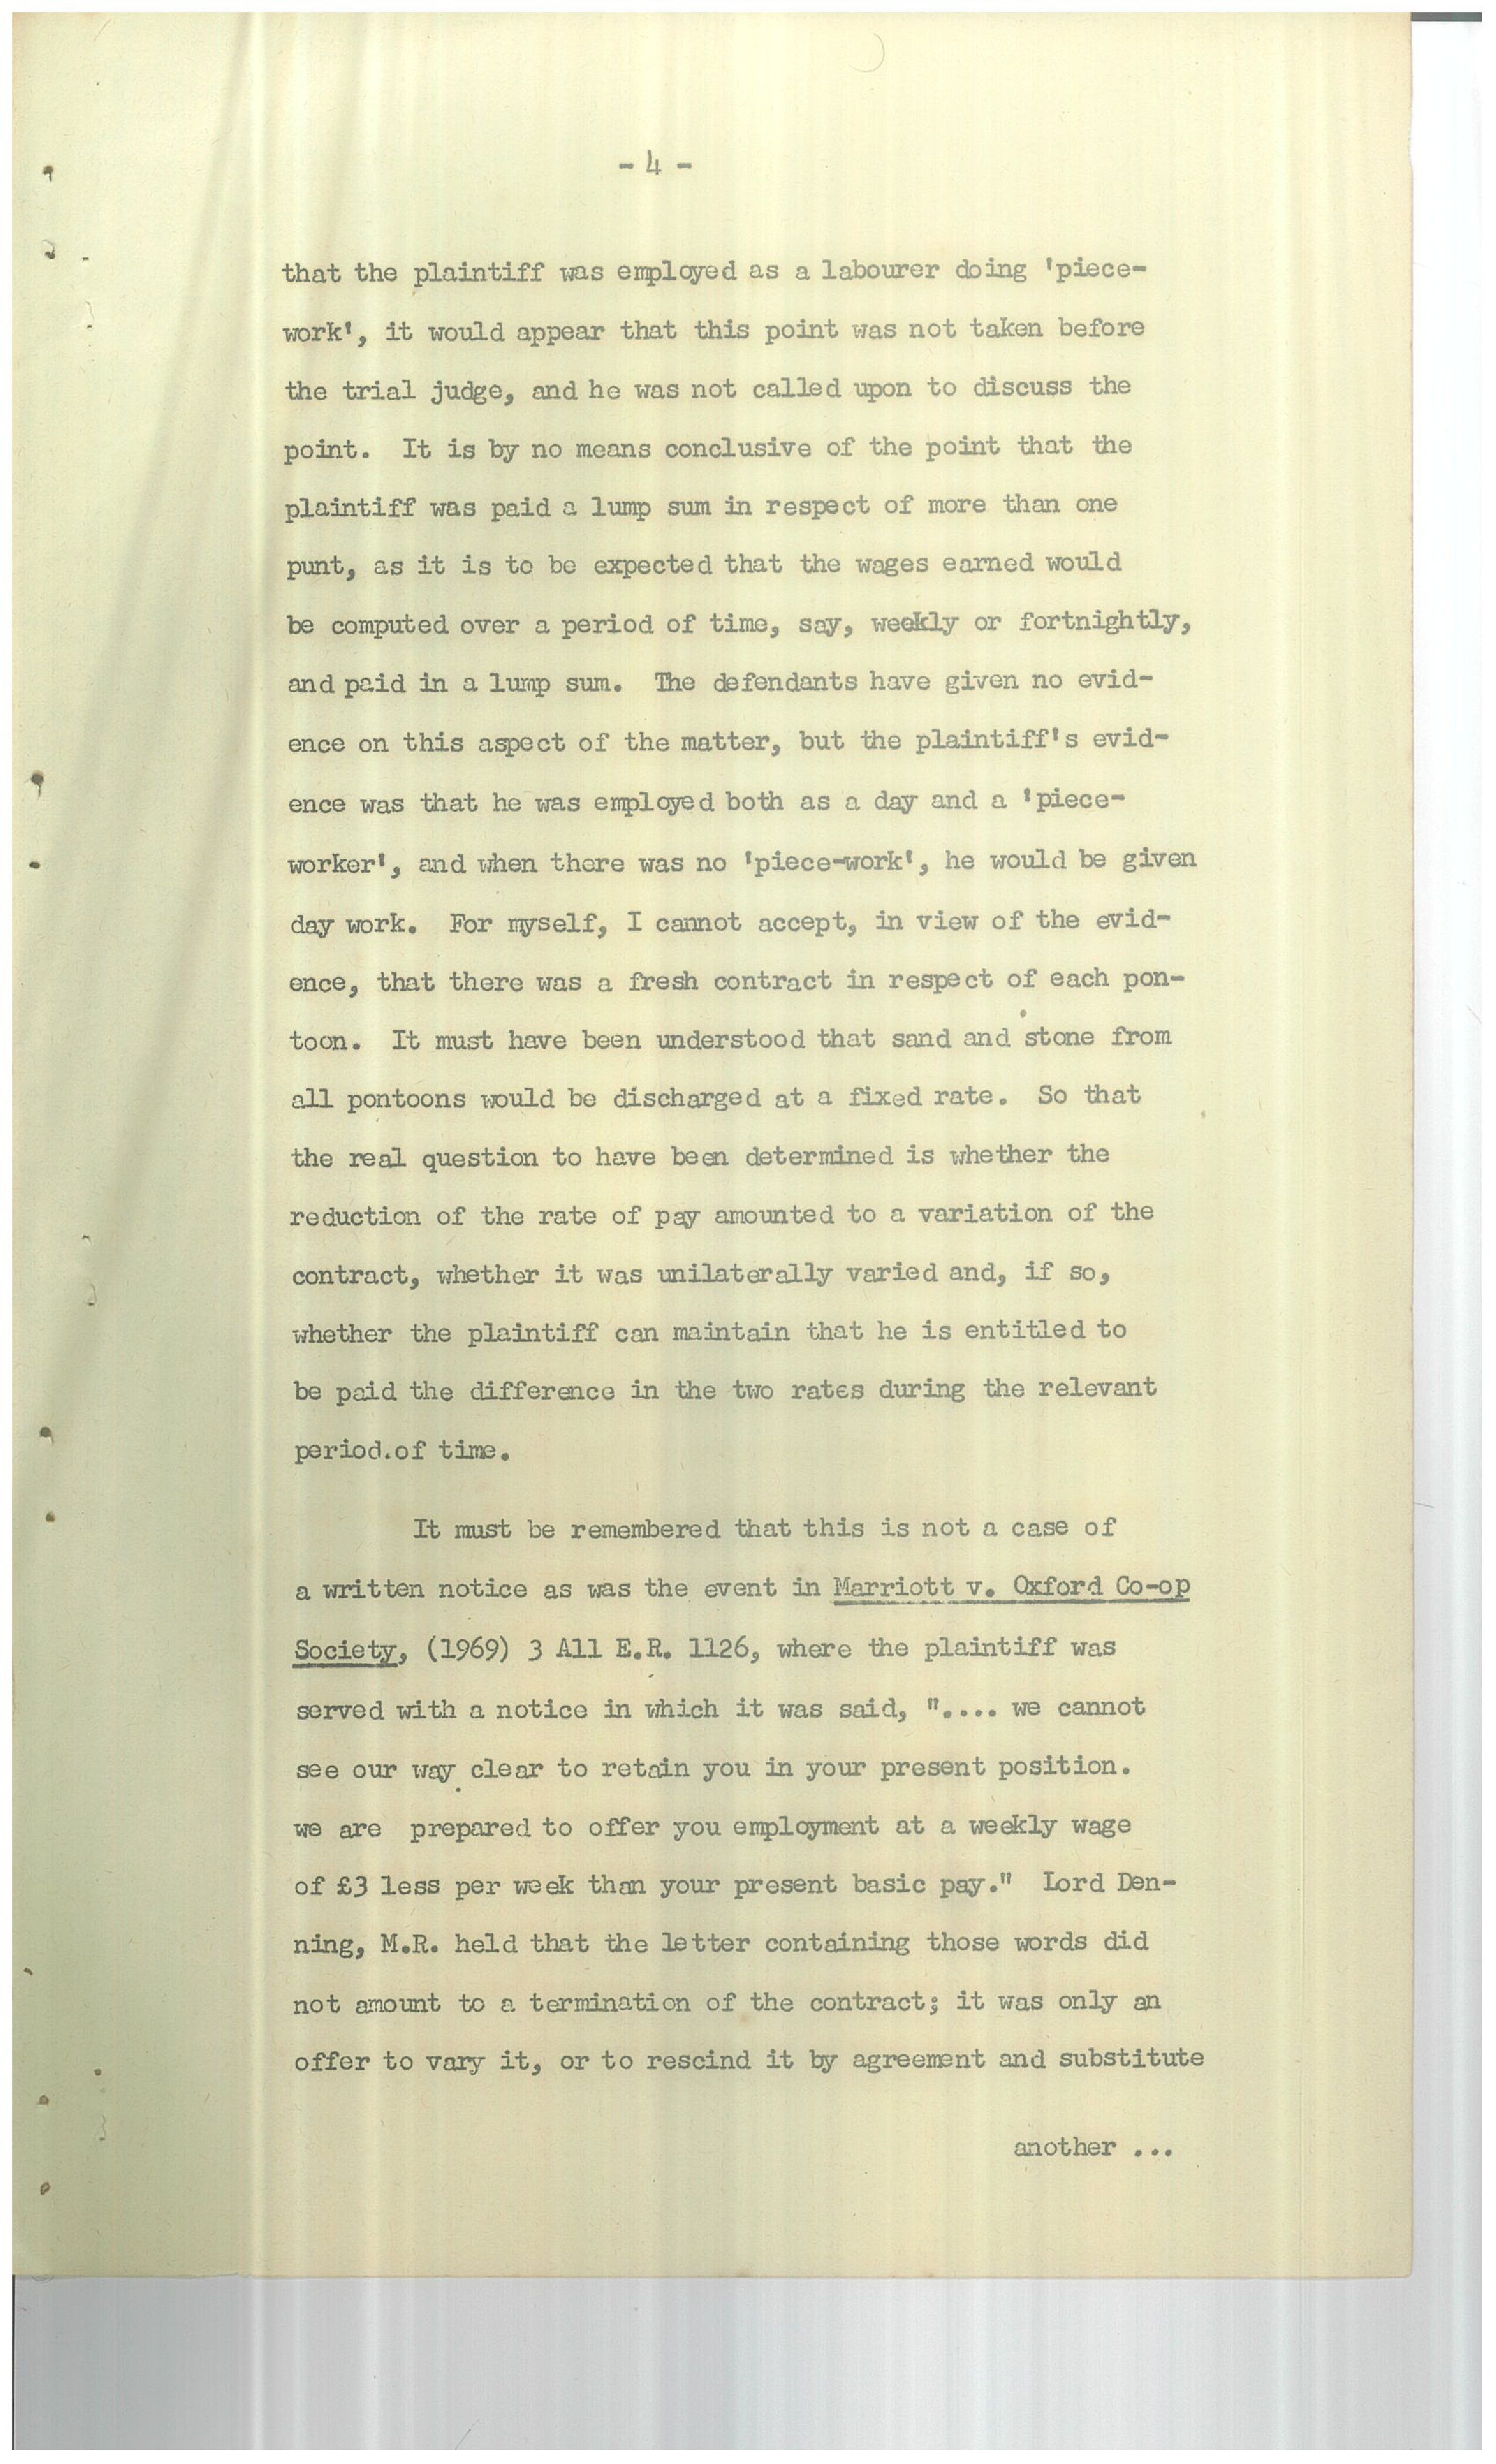 - 4 -
that the plaintiff was employed as a labourer doing 'piece-
work', it would appear that this point was not taken before
the trial judge, and he was not called upon to discuss the
point. It is by no means conclusive of the point that the
plaintiff was paid a lump sum in respect of more than one
punt, as it is to be expected that the wages earned would
be computed over a period of time, say, weekly or fortnightly,
and paid in a lump sum. The defendants have given no evid-
ence on this aspect of the matter, but the plaintiff's evid-
ence was that he was employed both as a day and a 'piece-
worker', and when there was no 'piece-work', he would be given
day work. For myself, I cannot accept, in view of the evid-
ence, that there was a fresh contract in respect of each pon-
toon. It must have been understood that sand and stone from
all pontoons would be discharged at a fixed rate. So that
the real question to have been determined is whether the
reduction of the rate of pay amounted to a variation of the
contract, whether it was unilaterally varied and, if so,
whether the plaintiff can maintain that he is entitled to
be paid the difference in the two rates during the relevant
period.of time.
It must be remembered that this is not a case of
a written notice as was the event in Marriott v. Oxford Co-op
Society, (1969) 3 All E.R. 1126, where the plaintiff was
served with a notice in which it was said, ".... we cannot
see our way clear to retain you in your present position.
we are prepared to offer you employment at a weekly wage
of £3 less per week than your present basic pay." Lord Den-
ning, M.R. held that the letter containing those words did
not amount to a termination of the contract; it was only an
offer to vary it, or to rescind it by agreement and substitute
another ...